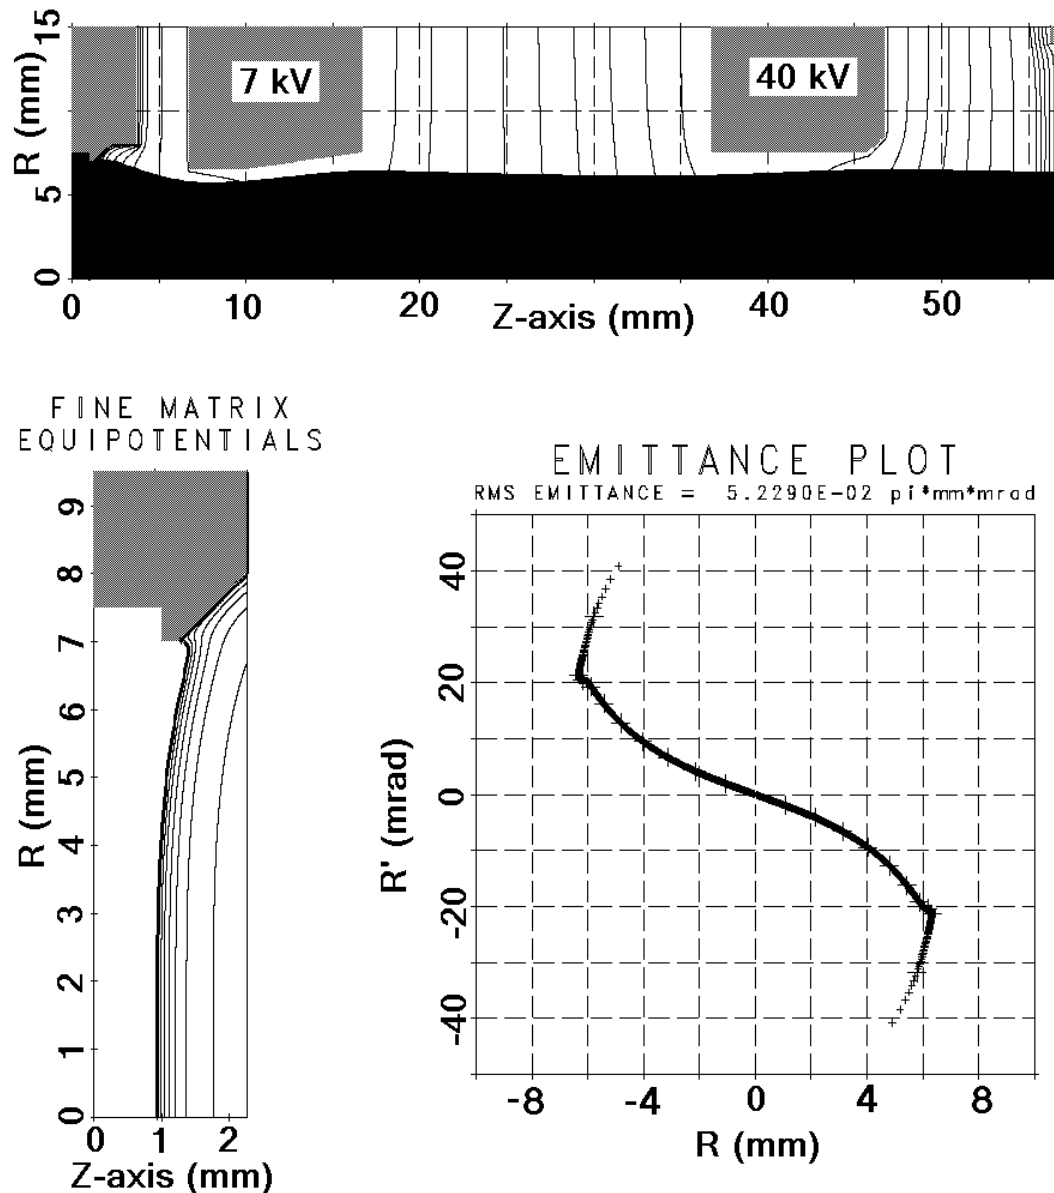 R (mm)
15
10
5
0
7 kV
40 kV
0
10
20
30
40
50
Z-axis (mm)
FINE MATRIX
EQUIPOTENTIALS
R (mm)
9
8
7
6
5
4
3
2
1
0
0
1
2
Z-axis (mm)
EMITTANCE PLOT
RMS EMITTANCE = 5.2290E-02 pi*mm*mrad
R' (mrad)
40
20
0
-20
-40
-8
-4
0
4
8
R (mm)